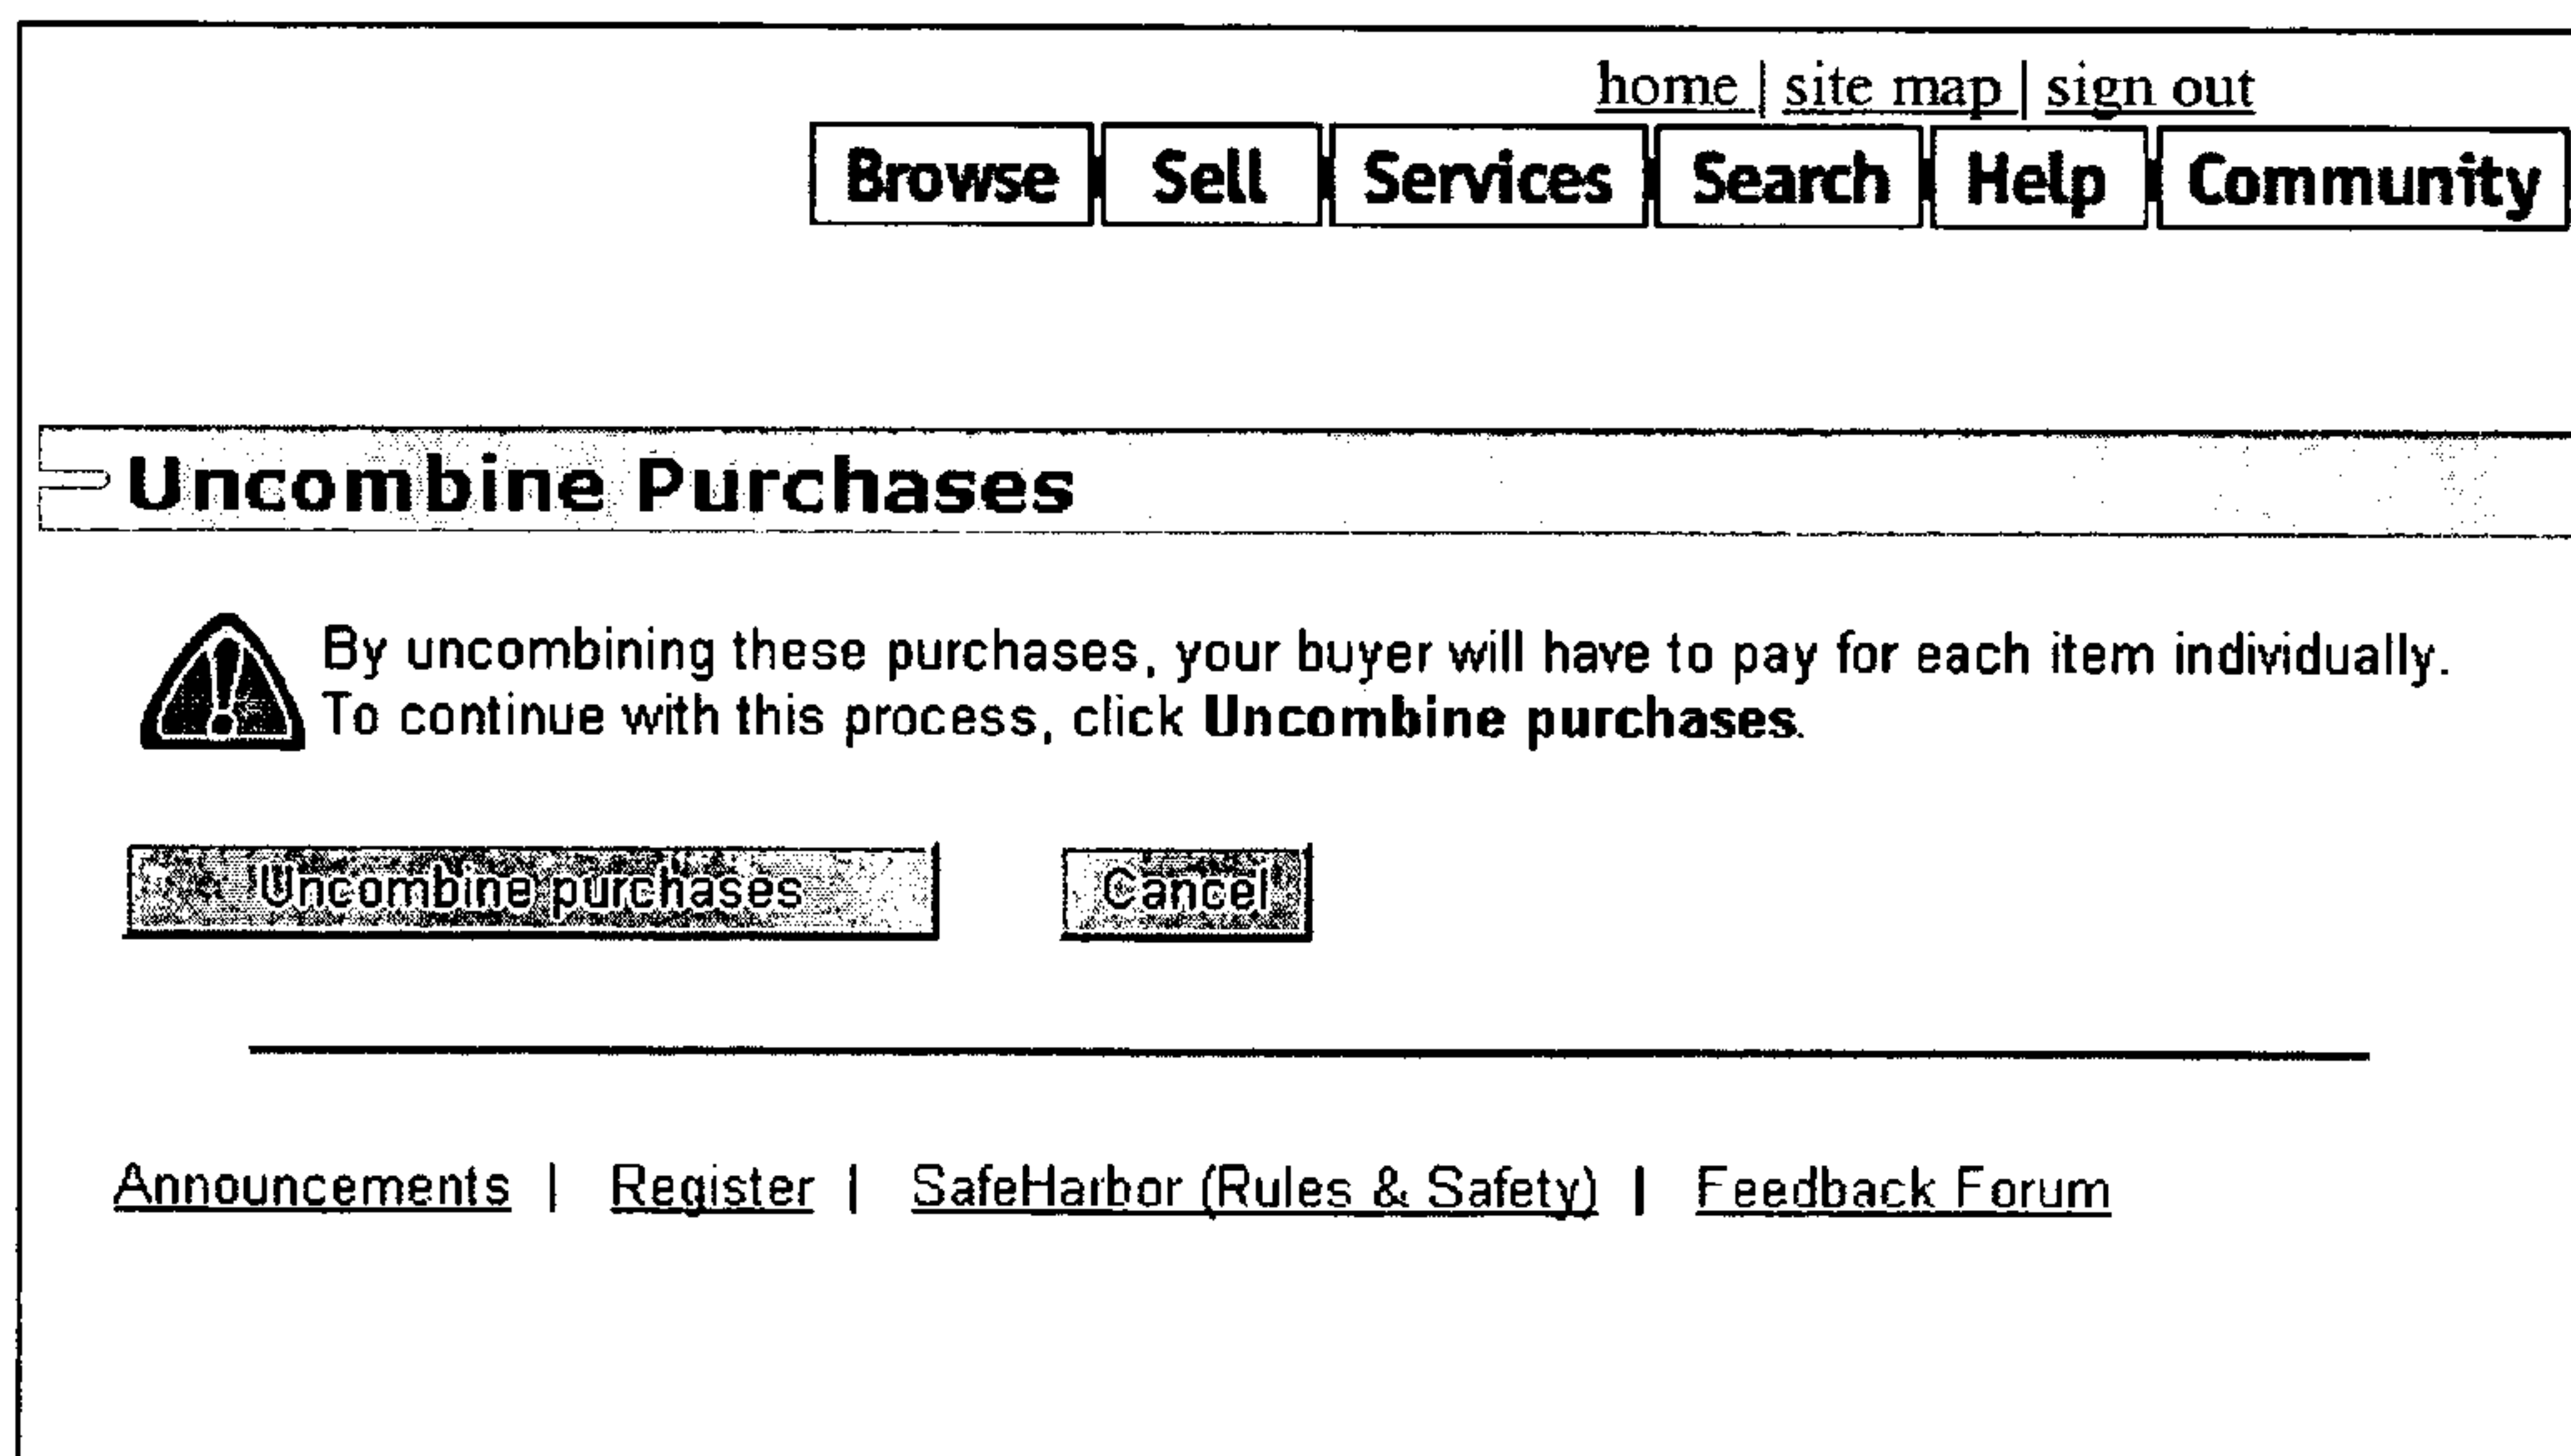 home | site map | sign out
Browse Sell Services Search Help Community
Uncombine Purchases
By uncombining these purchases, your buyer will have to pay for each item individually.
To continue with this process, click Uncombine purchases.
Uncombine purchases Cancel
Announcements | Register | SafeHarbor (Rules & Safety) | Feedback Forum